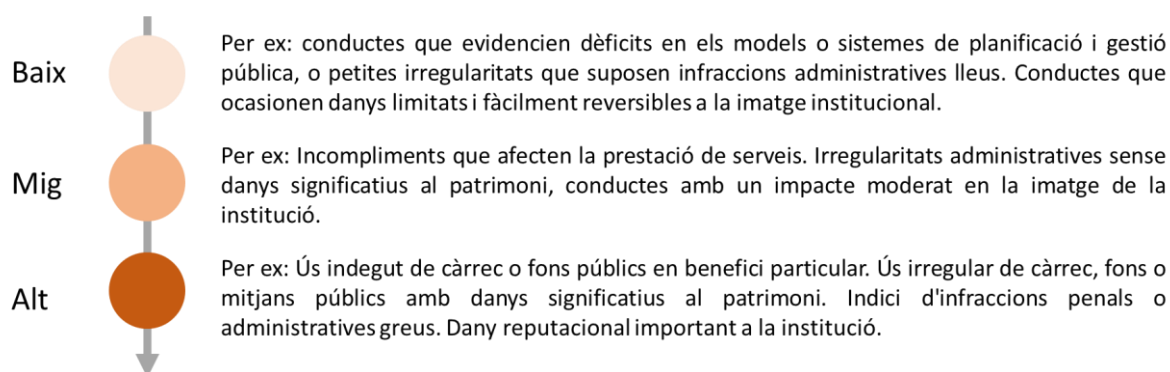 Baix
Per ex: conductes que evidencien dèficits en els models o sistemes de planificació i gestió
pública, o petites irregularitats que suposen infraccions administratives lleus. Conductes que
ocasionen danys limitats i fàcilment reversibles a la imatge institucional.
Mig
Per ex: Incompliments que afecten la prestació de serveis. Irregularitats administratives sense
danys significatius al patrimoni, conductes amb un impacte moderat en la imatge de la
institució.
Alt
Per ex: Ús indegut de càrrec o fons públics en benefici particular. Ús irregular de càrrec, fons o
mitjans públics amb danys significatius al patrimoni. Indici d'infraccions penals o
administratives greus. Dany reputacional important a la institució.